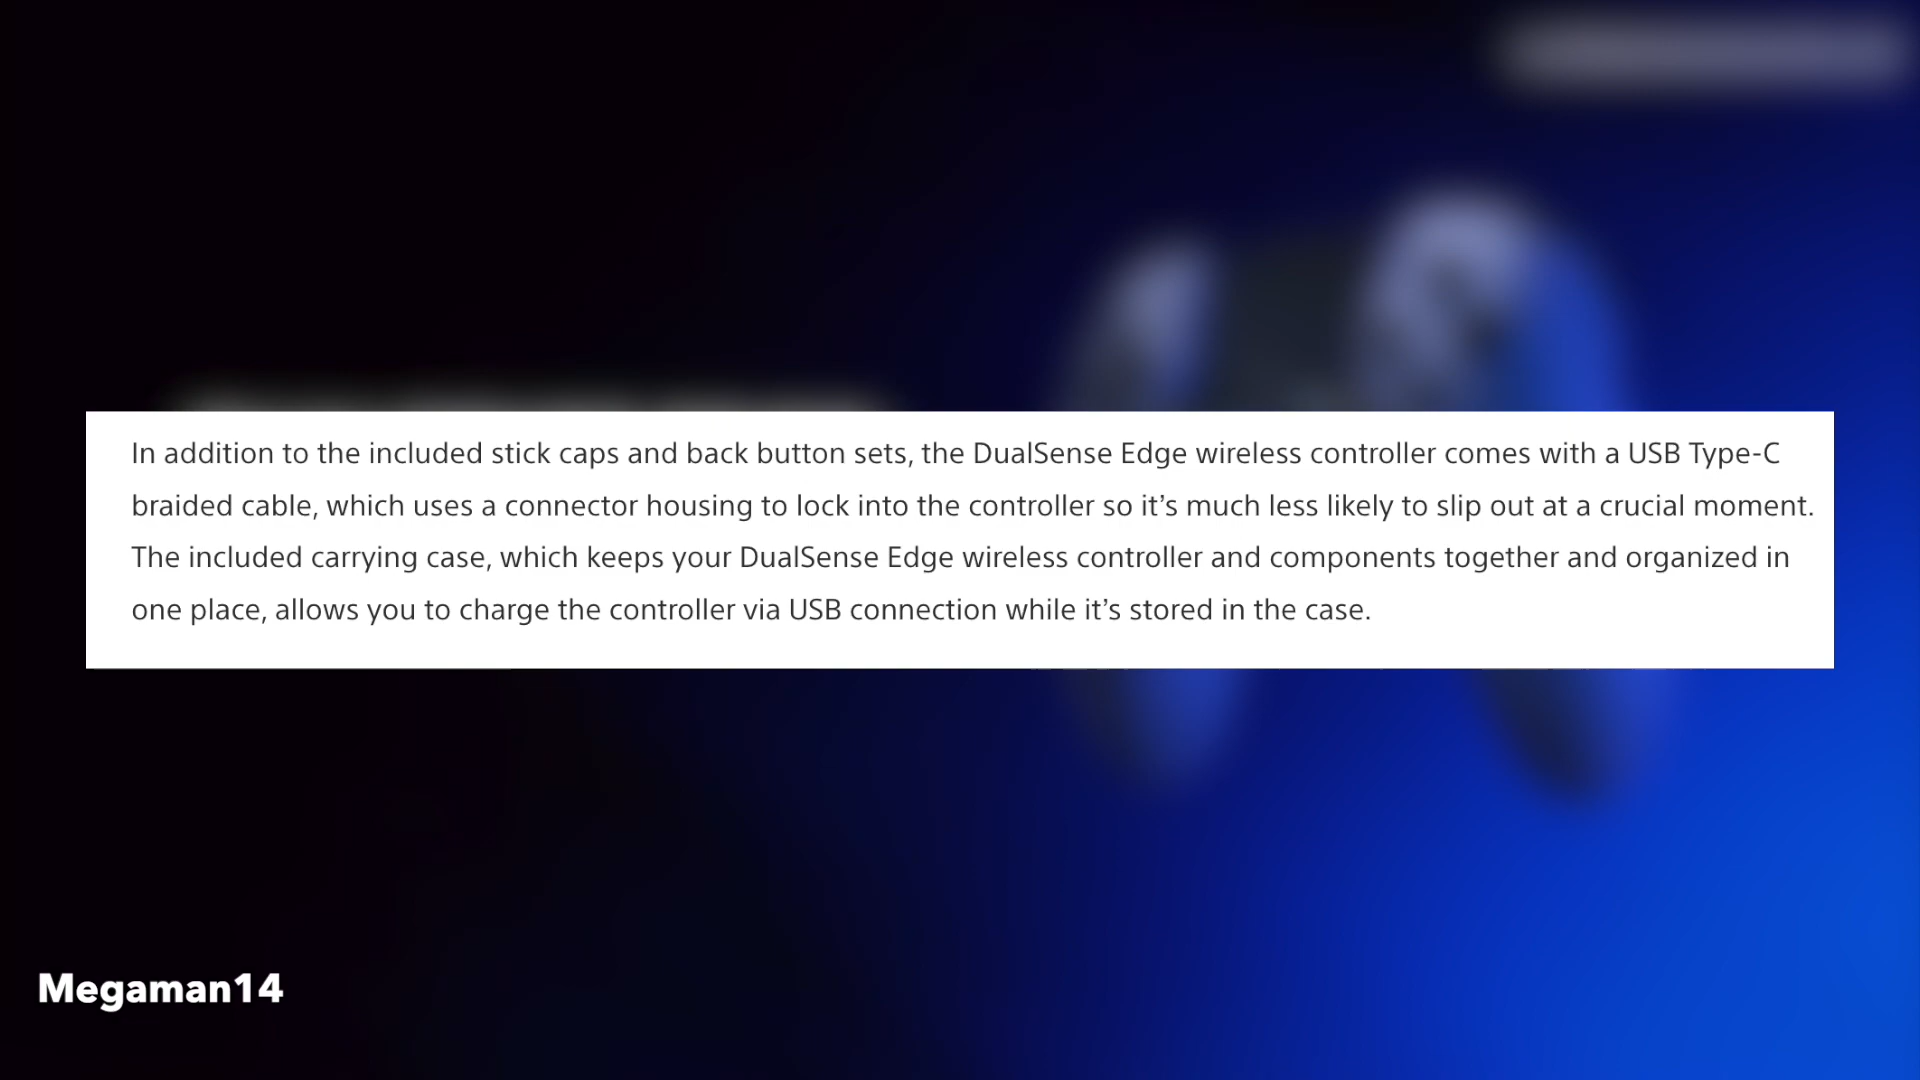 In addition to the included stick caps and back button sets, the DualSense Edge wireless controller comes with a USB Type-C
braided cable, which uses a connector housing to lock into the controller so it’s much less likely to slip out at a crucial moment.
The included carrying case, which keeps your DualSense Edge wireless controller and components together and organized in
one place, allows you to charge the controller via USB connection while it’s stored in the case.
Megaman14